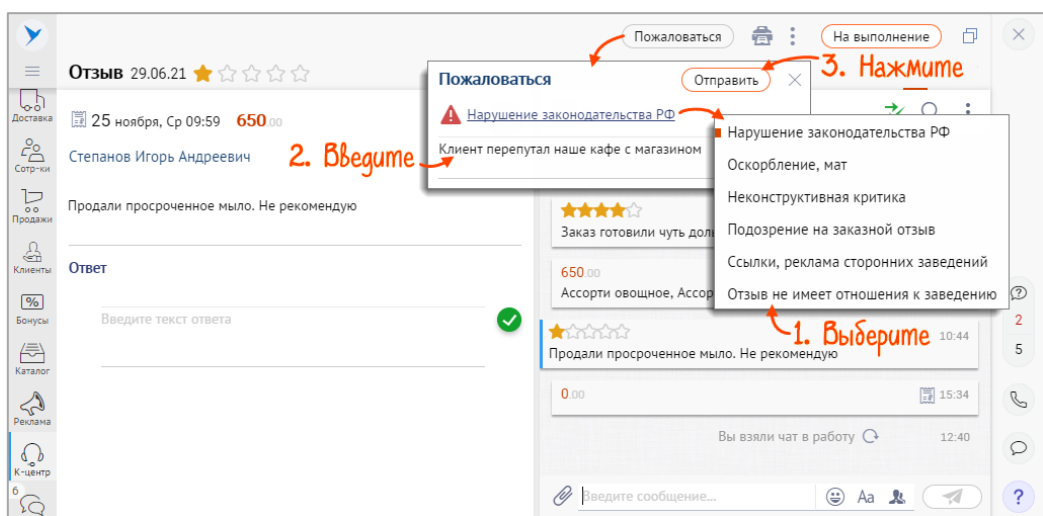 Пожаловаться
На выполнение
Отзыв 29.06.21
Пожаловаться
Отправить
3. Нажмите
Нарушение законодательства РФ
2. Введите
Клиент перепутал наше кафе с магазином
Нарушение законодательства РФ
Оскорбление, мат
Неконструктивная критика
Подозрение на заказной отзыв
Ссылки, реклама сторонних заведений
Отзыв не имеет отношения к заведению
1. Выберите
Доставка
Сотр-ки
Продажи
Клиенты
Бонусы
Каталог
Реклама
К-центр
6
25 ноября, Ср 09:59 650.00
Степанов Игорь Андреевич
Продали просроченное мыло. Не рекомендую
Ответ
Введите текст ответа
Заказ готовили чуть
650.00
Ассорти овощное,
10:44
Продали просроченное мыло. Не рекомендую
0.00 15:34
Вы взяли чат в работу 12:40
Введите сообщение...
Aa
2
5
?